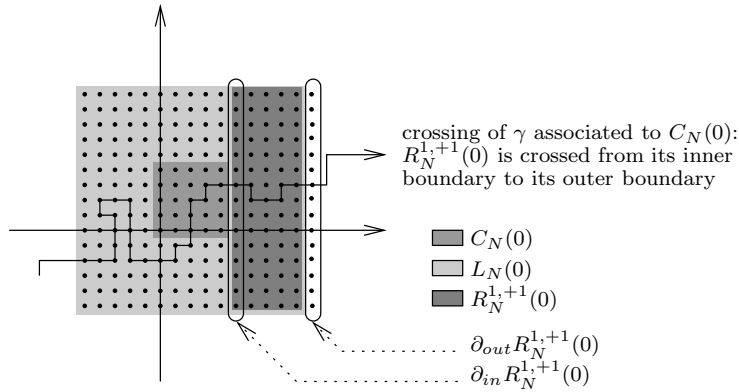 crossing of γ associated to $C_N(0)$:
$R_N^{1,+1}(0)$ is crossed from its inner
boundary to its outer boundary
$C_N(0)$
$L_N(0)$
$R_N^{1,+1}(0)$
$\partial_{out} R_N^{1,+1}(0)$
$\partial_{in} R_N^{1,+1}(0)$